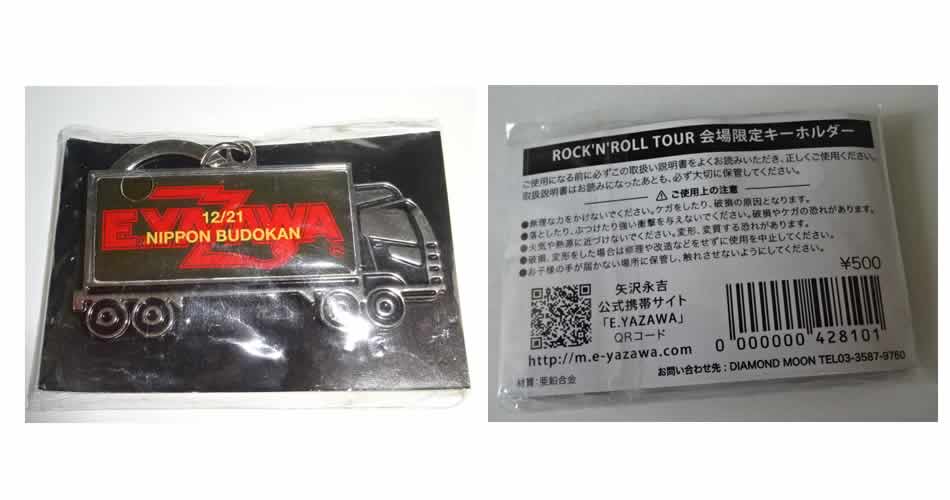 E.YAZAWA
12/21
NIPPON BUDOKAN
ROCK'N'ROLL TOUR 会場限定キーホルダー
ご使用になる前に必ずこの取扱い説明書をよくお読みいただき、正しくご使用ください。
取扱説明書はお読みになったあとも、必ず大切に保管してください。
ご使用上の注意
●無理な力をかけないでください。ケガをしたり、破損の原因となります。
●落としたり、ぶつけたり強い衝撃を与えないでください。破損やケガの恐れがあります。
●火気や熱源に近づけないでください。変形、変質する恐れがあります。
●破損、変形をした場合は修理や改造などをせずに使用を中止してください。
●お子様の手が届かない場所に保管し、触れさせないようにしてください。
¥500
矢沢永吉
公式携帯サイト
「E.YAZAWA」
QRコード
http://m.e-yazawa.com
0 000000 428101
お問い合わせ先:DIAMOND MOON TEL03-3587-9760
材質:亜鉛合金